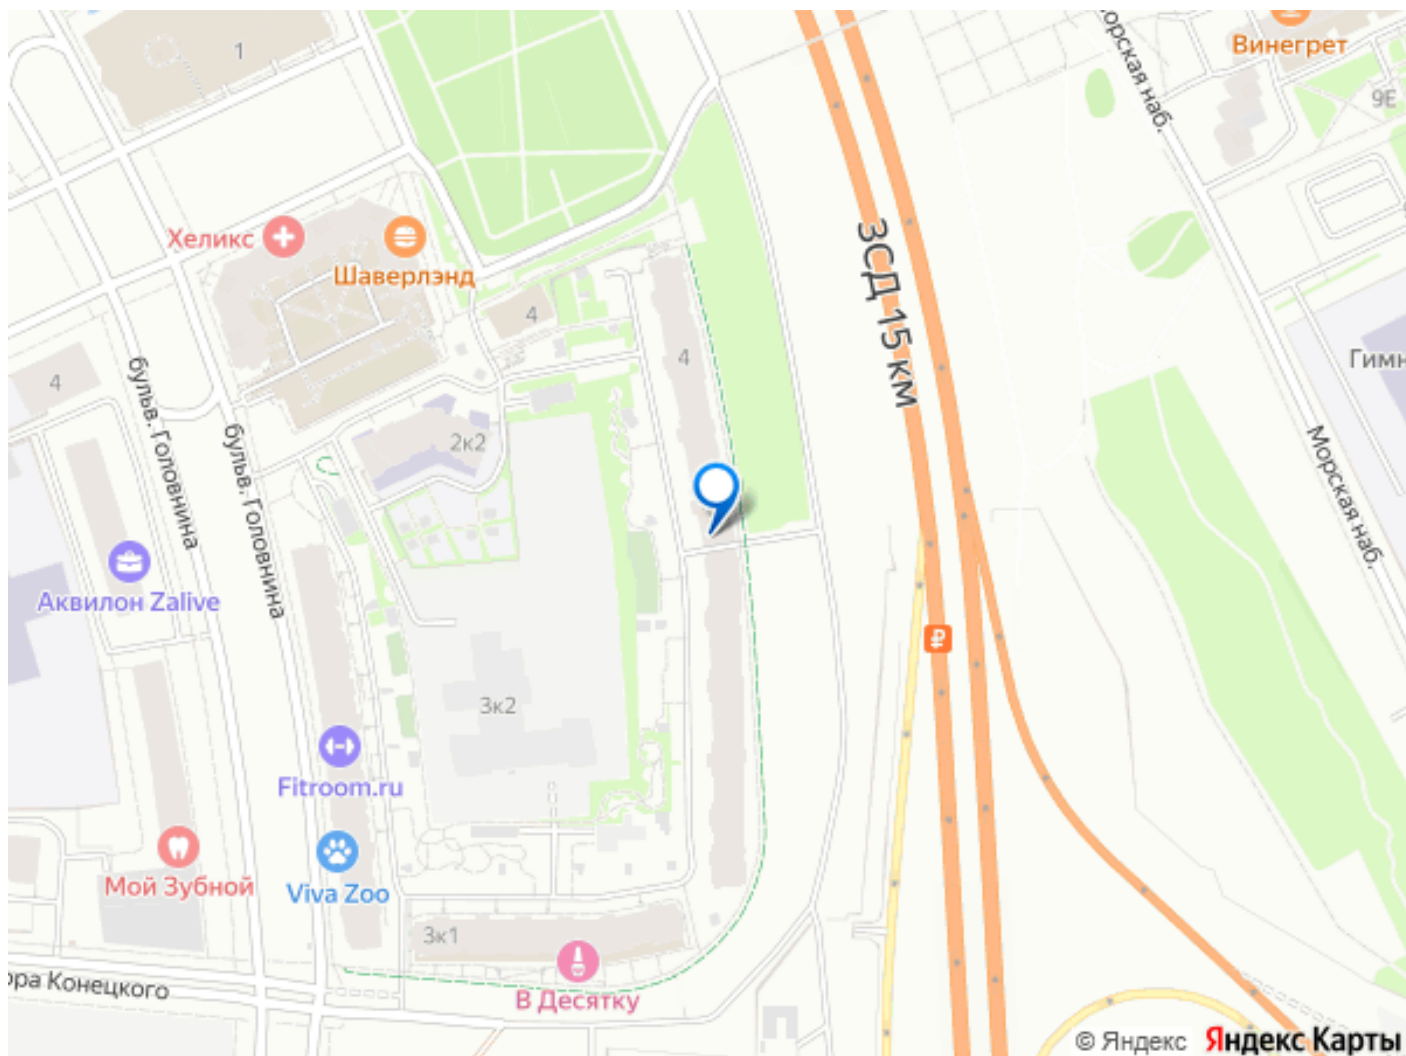 1
орская наб.
Винегрет
9Е
Хеликс
Шаверлэнд
ЗСД 15 км
4
4
4
Гимн
бульв. Головнина
бульв. Головнина
2к2
Морская наб.
Аквилон Zalive
3к2
Fitroom.ru
Мой Зубной
Viva Zoo
3к1
ора Конецкого
В Десятку
© Яндекс Яндекс Карты